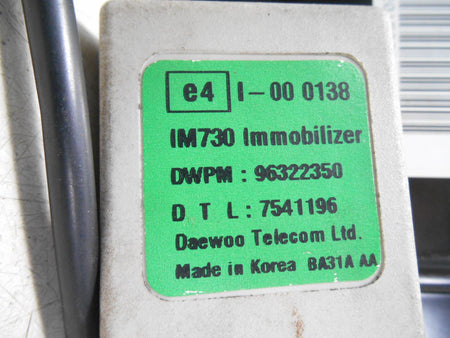 e4 I-00 0138
IM730 Immobilizer
DWPM : 96322350
D T L : 7541196
Daewoo Telecom Ltd.
Made in Korea BA31A AA